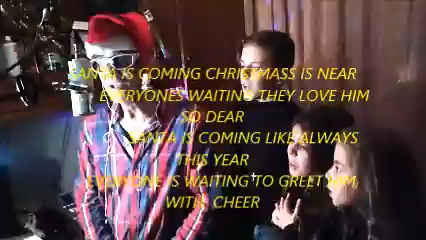 SANTA IS COMING CHRISTMASS IS NEAR
EVERYONES WAITING THEY LOVE HIM
SO DEAR
SANTA IS COMING LIKE ALWAYS
THIS YEAR
EVERYONE IS WAITING TO GREET HIM
WITH CHEER